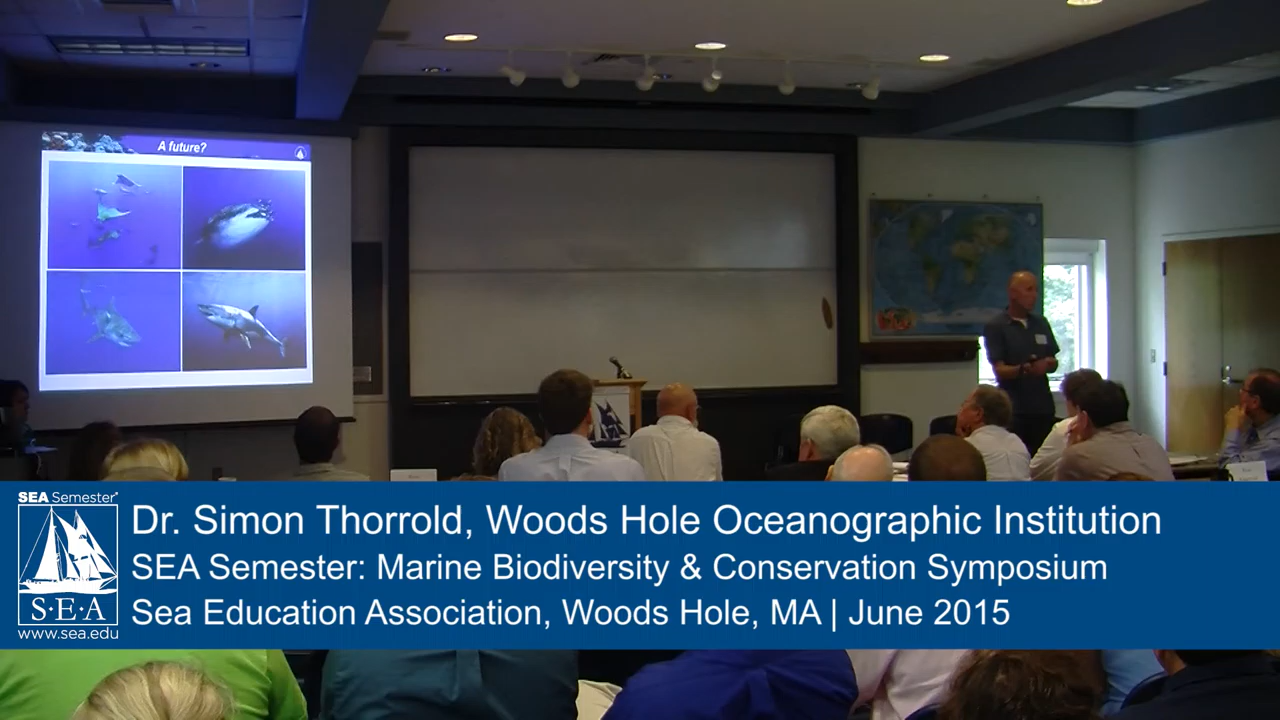 A future?
SEA Semester®
Dr. Simon Thorrold, Woods Hole Oceanographic Institution
SEA Semester: Marine Biodiversity & Conservation Symposium
S·E·A
Sea Education Association, Woods Hole, MA | June 2015
www.sea.edu